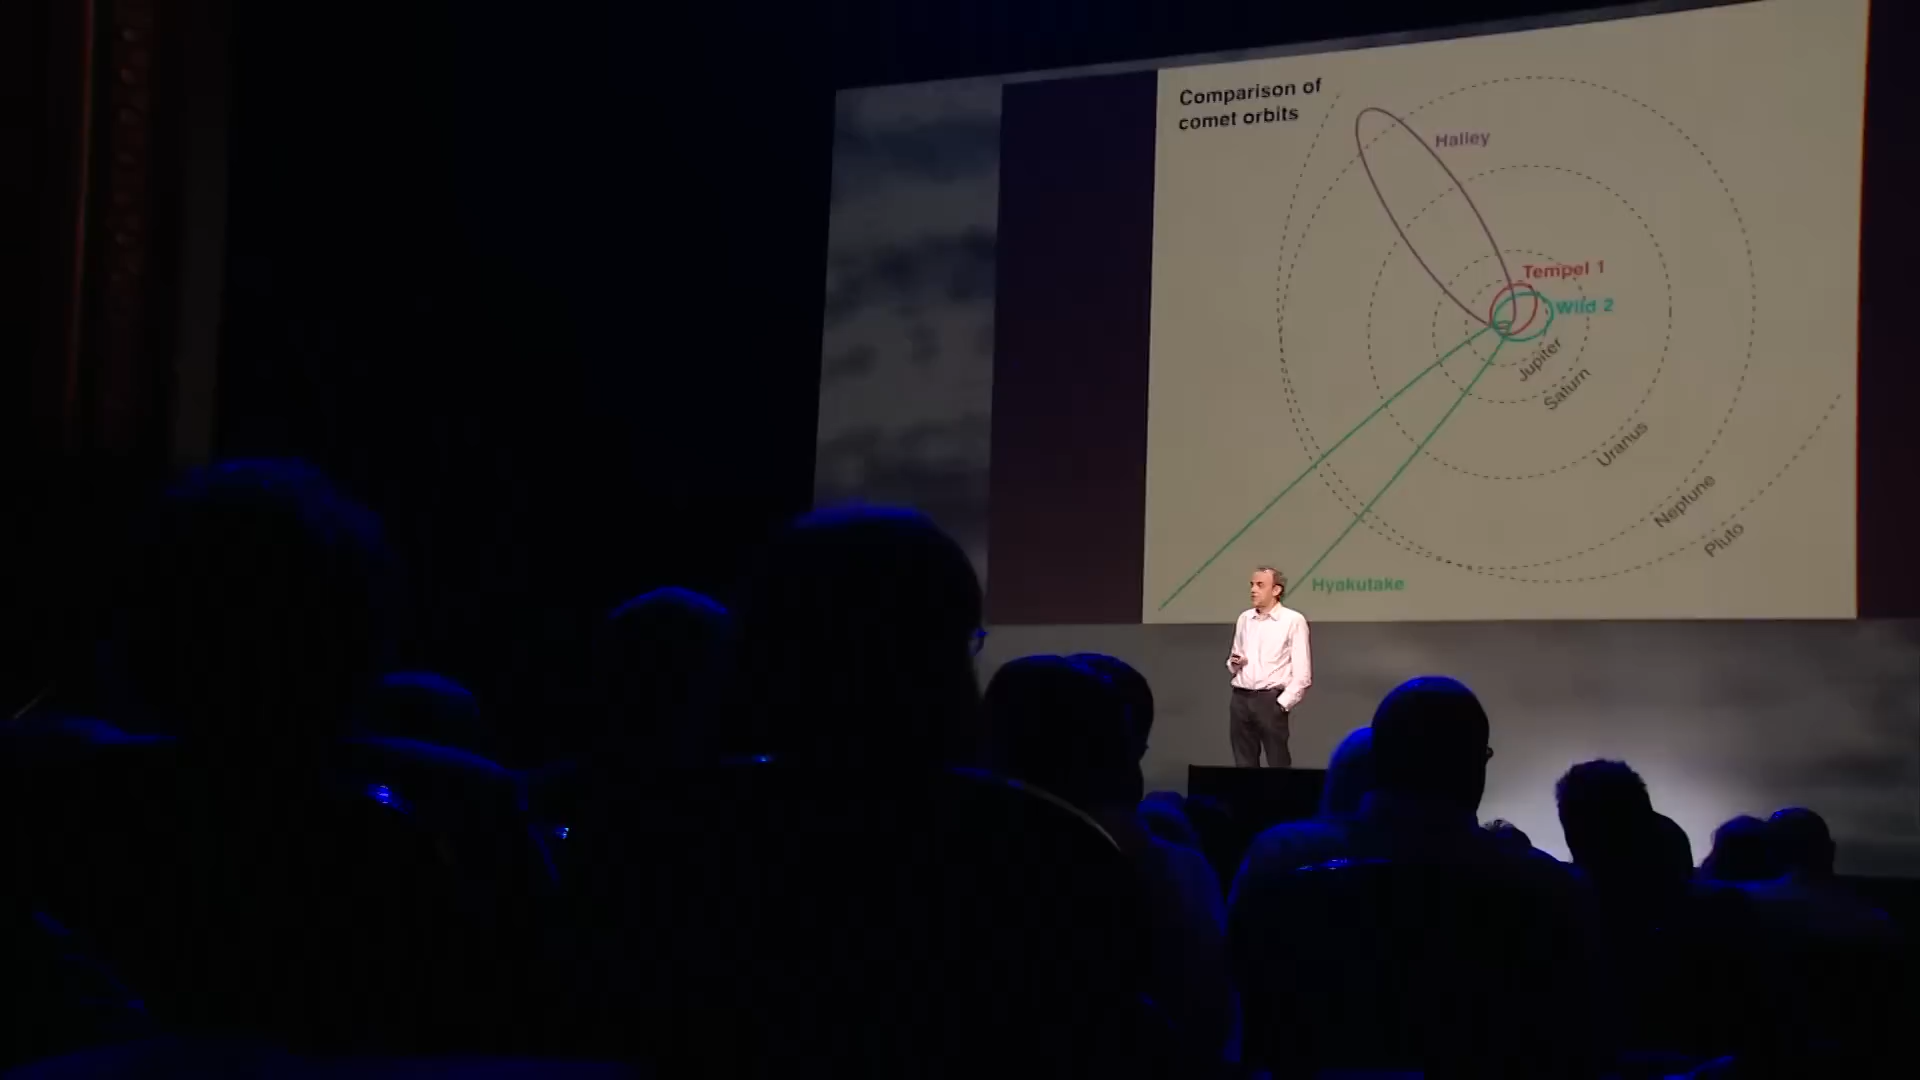 Comparison of
comet orbits
Halley
Tempel 1
Wild 2
Jupiter
Saturn
Uranus
Neptune
Pluto
Hyakutake